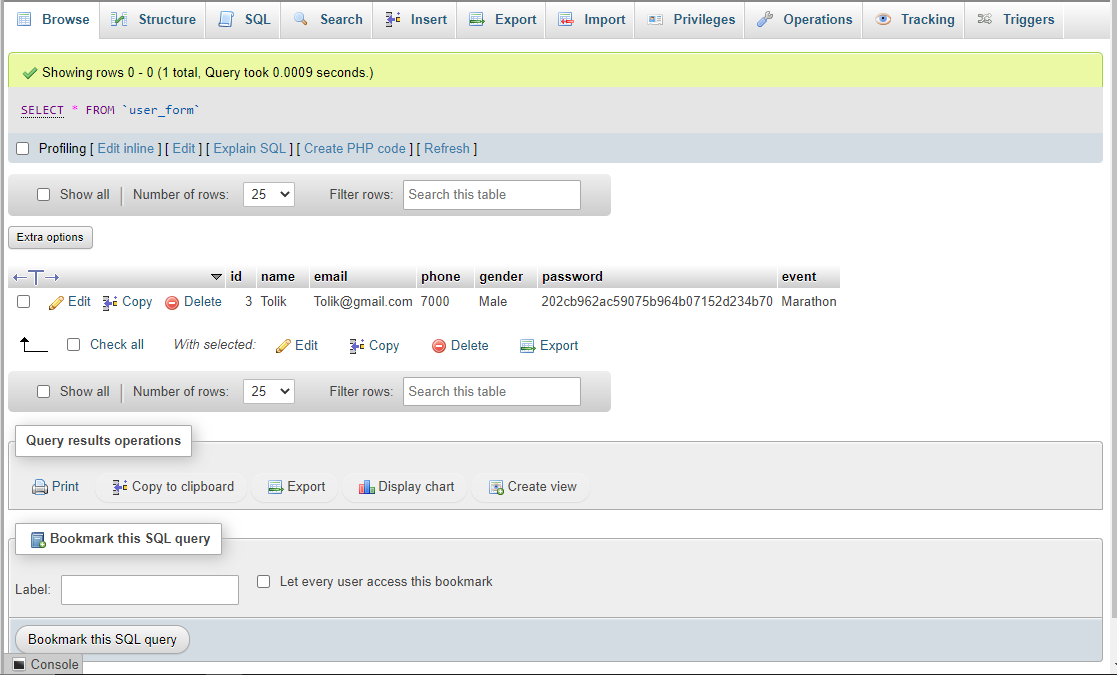 Browse Structure SQL Search Insert Export Import Privileges Operations Tracking Triggers
Showing rows 0 - 0 (1 total, Query took 0.0009 seconds.)
SELECT * FROM `user_form`
Profiling [ Edit inline ] [ Edit ] [ Explain SQL ] [ Create PHP code ] [ Refresh ]
Show all Number of rows: 25 Filter rows: Search this table
Extra options
id name email phone gender password event
Edit Copy Delete 3 Tolik Tolik@gmail.com 7000 Male 202cb962ac59075b964b07152d234b70 Marathon
Check all With selected: Edit Copy Delete Export
Show all Number of rows: 25 Filter rows: Search this table
Query results operations
Print Copy to clipboard Export Display chart Create view
Bookmark this SQL query
Label: Let every user access this bookmark
Bookmark this SQL query
Console